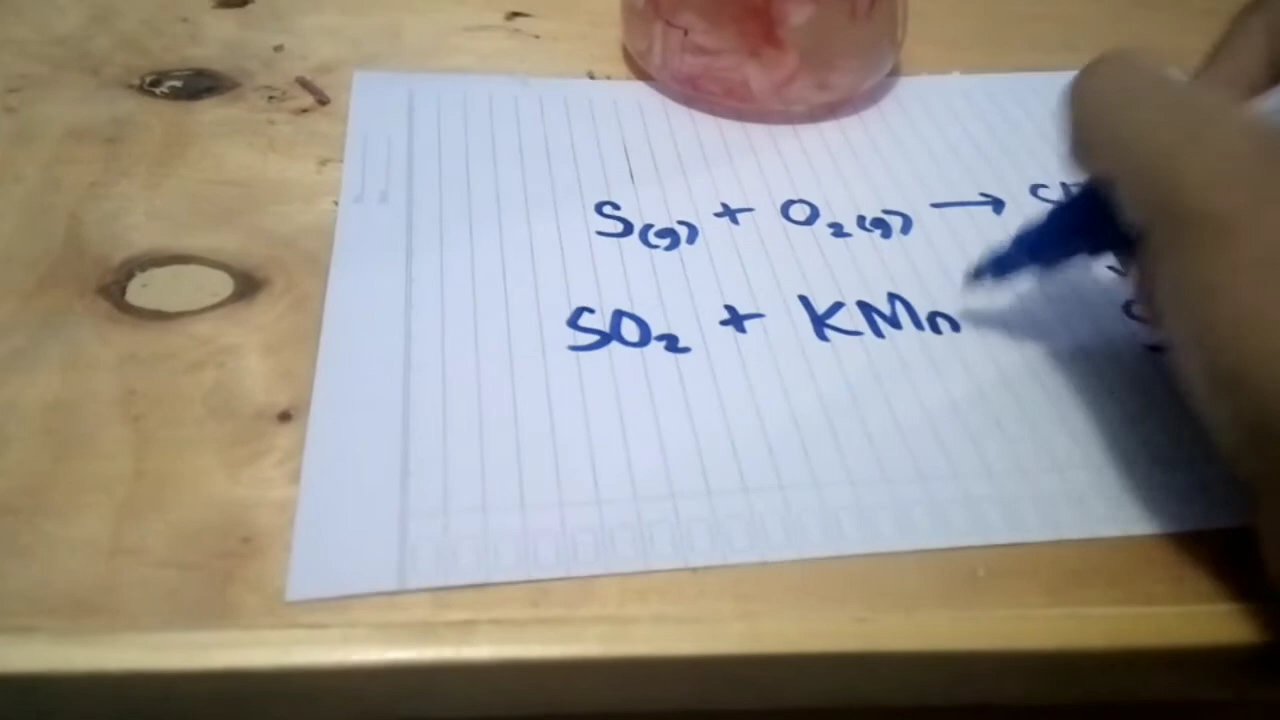 S(g) + O₂(g) →
SO₂ + KMn